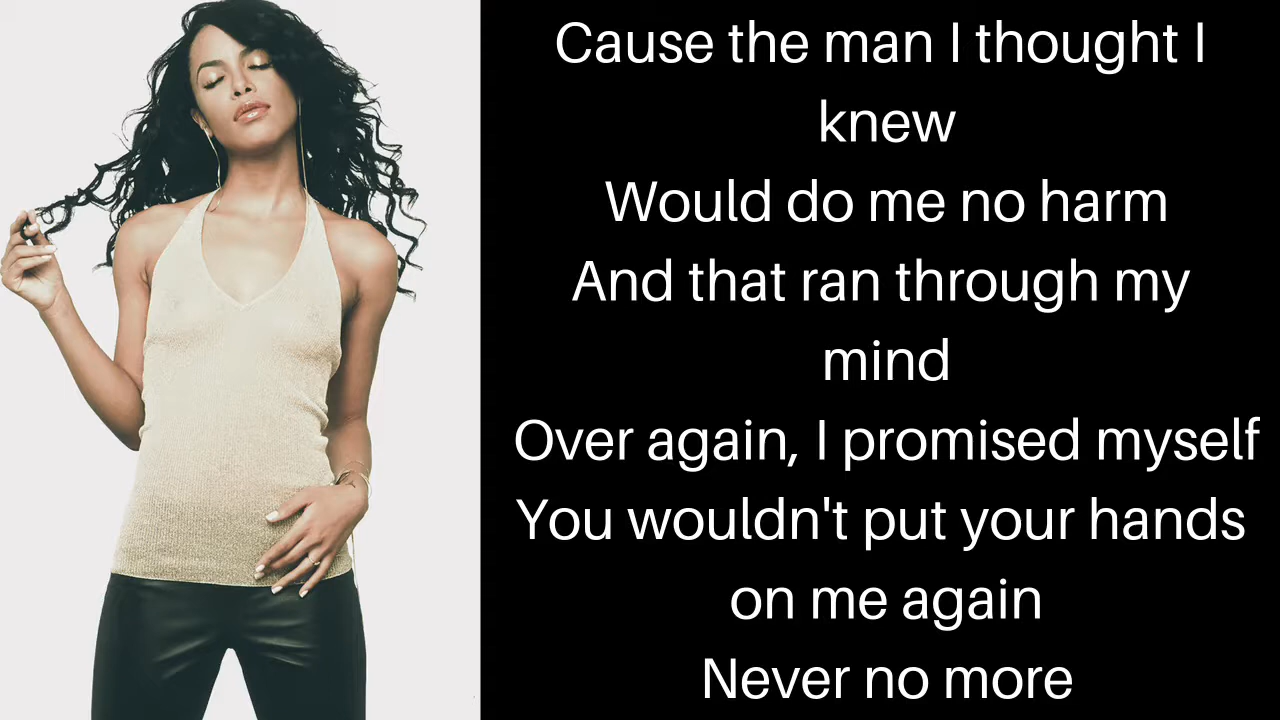 Cause the man I thought I
knew
Would do me no harm
And that ran through my
mind
Over again, I promised myself
You wouldn't put your hands
on me again
Never no more